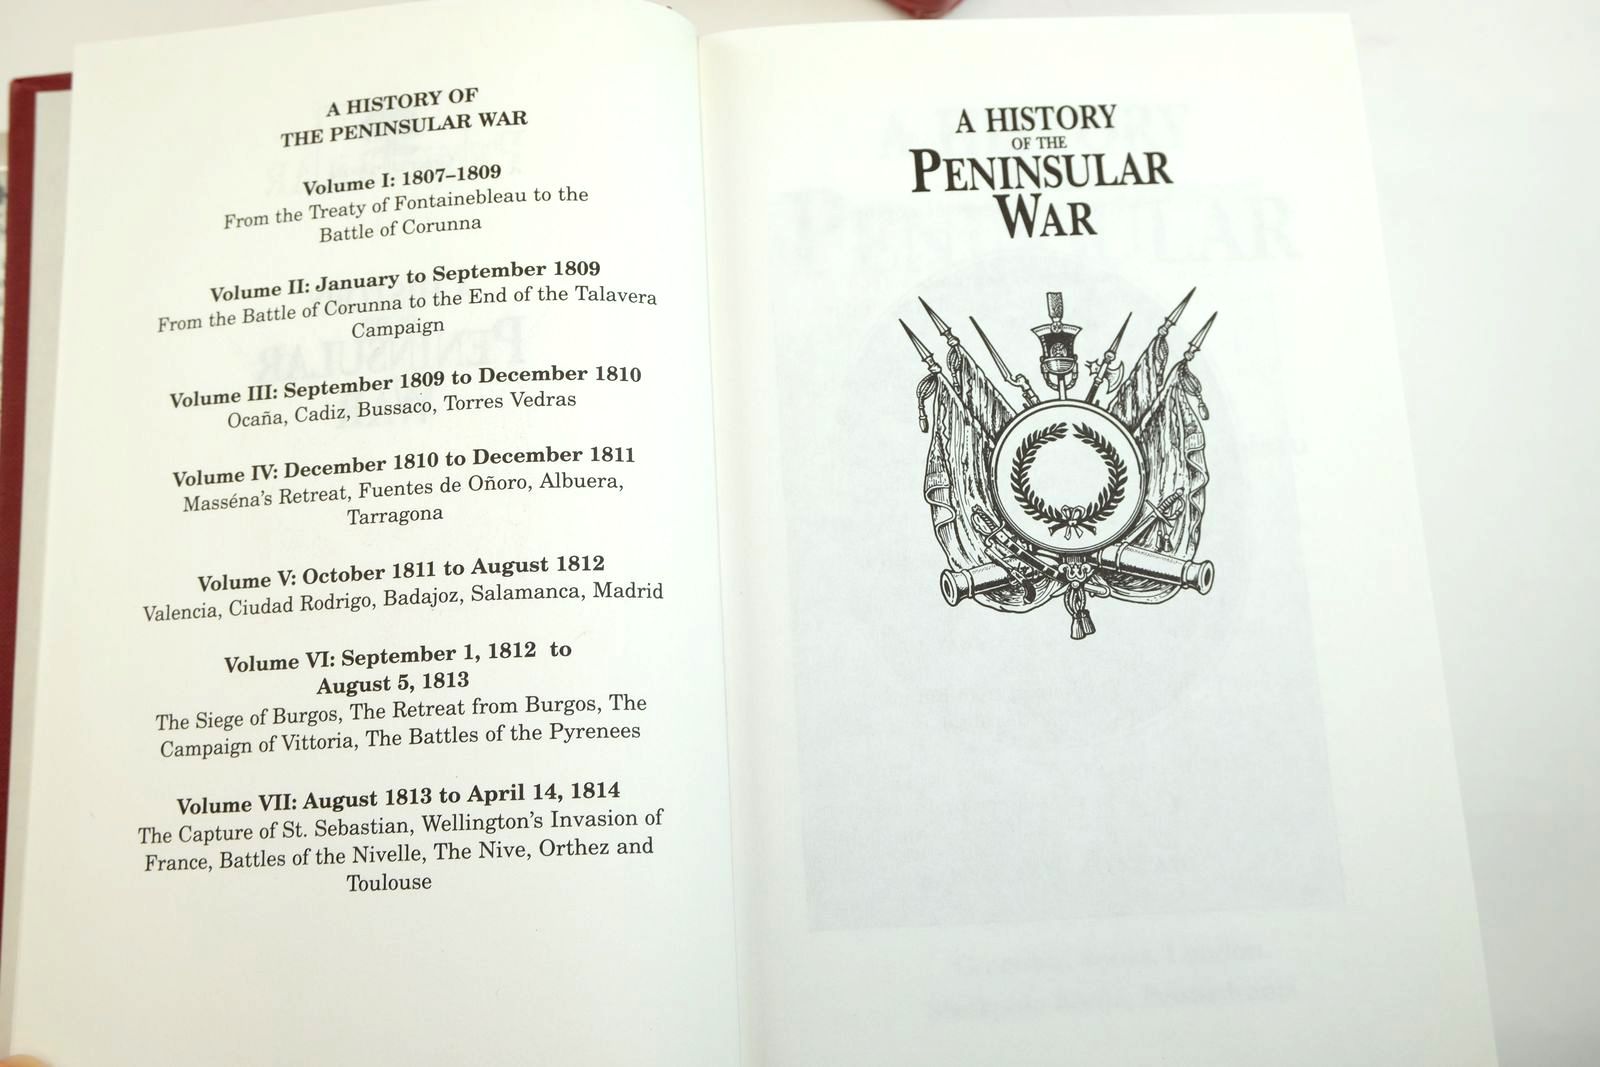 A HISTORY OF
THE PENINSULAR WAR
Volume I: 1807–1809
From the Treaty of Fontainebleau to the
Battle of Corunna
Volume II: January to September 1809
From the Battle of Corunna to the End of the Talavera
Campaign
Volume III: September 1809 to December 1810
Ocaña, Cadiz, Bussaco, Torres Vedras
Volume IV: December 1810 to December 1811
Masséna's Retreat, Fuentes de Oñoro, Albuera,
Tarragona
Volume V: October 1811 to August 1812
Valencia, Ciudad Rodrigo, Badajoz, Salamanca, Madrid
Volume VI: September 1, 1812 to
August 5, 1813
The Siege of Burgos, The Retreat from Burgos, The
Campaign of Vittoria, The Battles of the Pyrenees
Volume VII: August 1813 to April 14, 1814
The Capture of St. Sebastian, Wellington's Invasion of
France, Battles of the Nivelle, The Nive, Orthez and
Toulouse
A HISTORY
OF THE
PENINSULAR
WAR